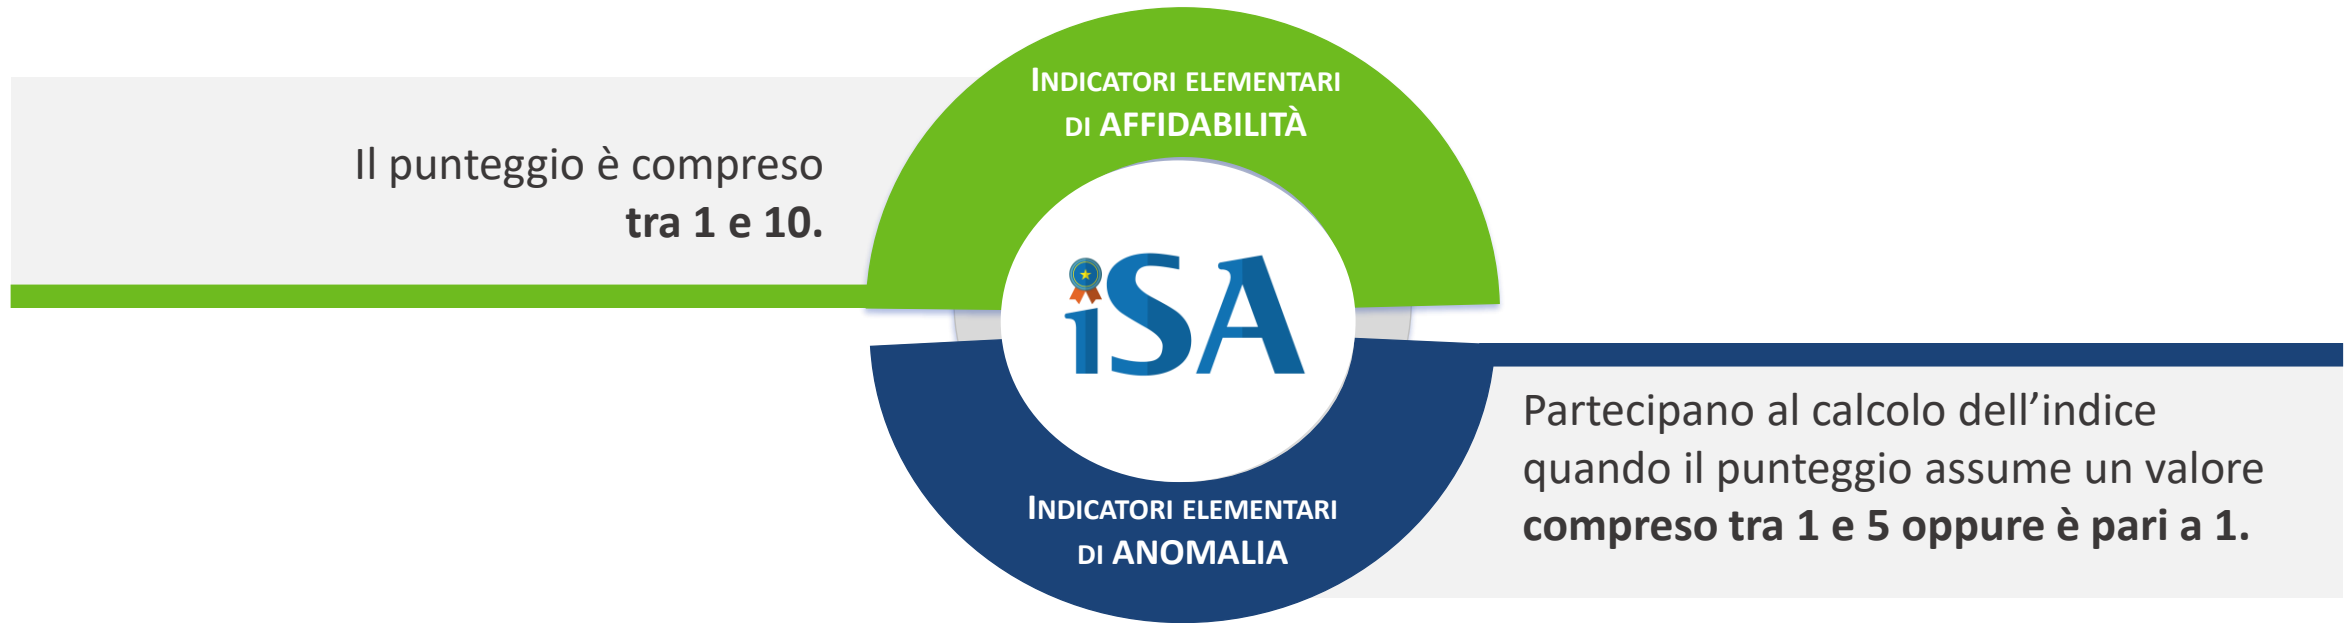 INDICATORI ELEMENTARI
DI AFFIDABILITÀ
Il punteggio è compreso
tra 1 e 10.
iSA
Partecipano al calcolo dell’indice
quando il punteggio assume un valore
compreso tra 1 e 5 oppure è pari a 1.
INDICATORI ELEMENTARI
DI ANOMALIA